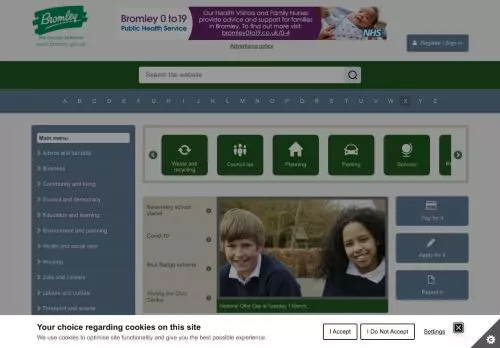 Bromley
THE LONDON BOROUGH
www.bromley.gov.uk
Bromley 0 to 19
Public Health Service
Our Health Visitors and Family Nurses
provide advice and support for families
in Bromley. To find out more visit:
bromley0to19.co.uk/0-4
NHS
Advertising policy
Register / Sign in
Search the website
A B C D E F G H I J K L M N O P Q R S T U V W X Y Z
Main menu
Advice and benefits
Business
Community and living
Council and democracy
Education and learning
Environment and planning
Health and social care
Housing
Jobs and careers
Leisure and culture
Transport and streets
Waste and
recycling
Council tax
Planning
Parking
Schools
Secondary school
places
Covid-19
Blue Badge scheme
Visiting the Civic
Centre
National Offer Day is Tuesday 1 March...
Pay for it
Apply for it
Report it
Your choice regarding cookies on this site
We use cookies to optimise site functionality and give you the best possible experience.
I Accept
I Do Not Accept
Settings